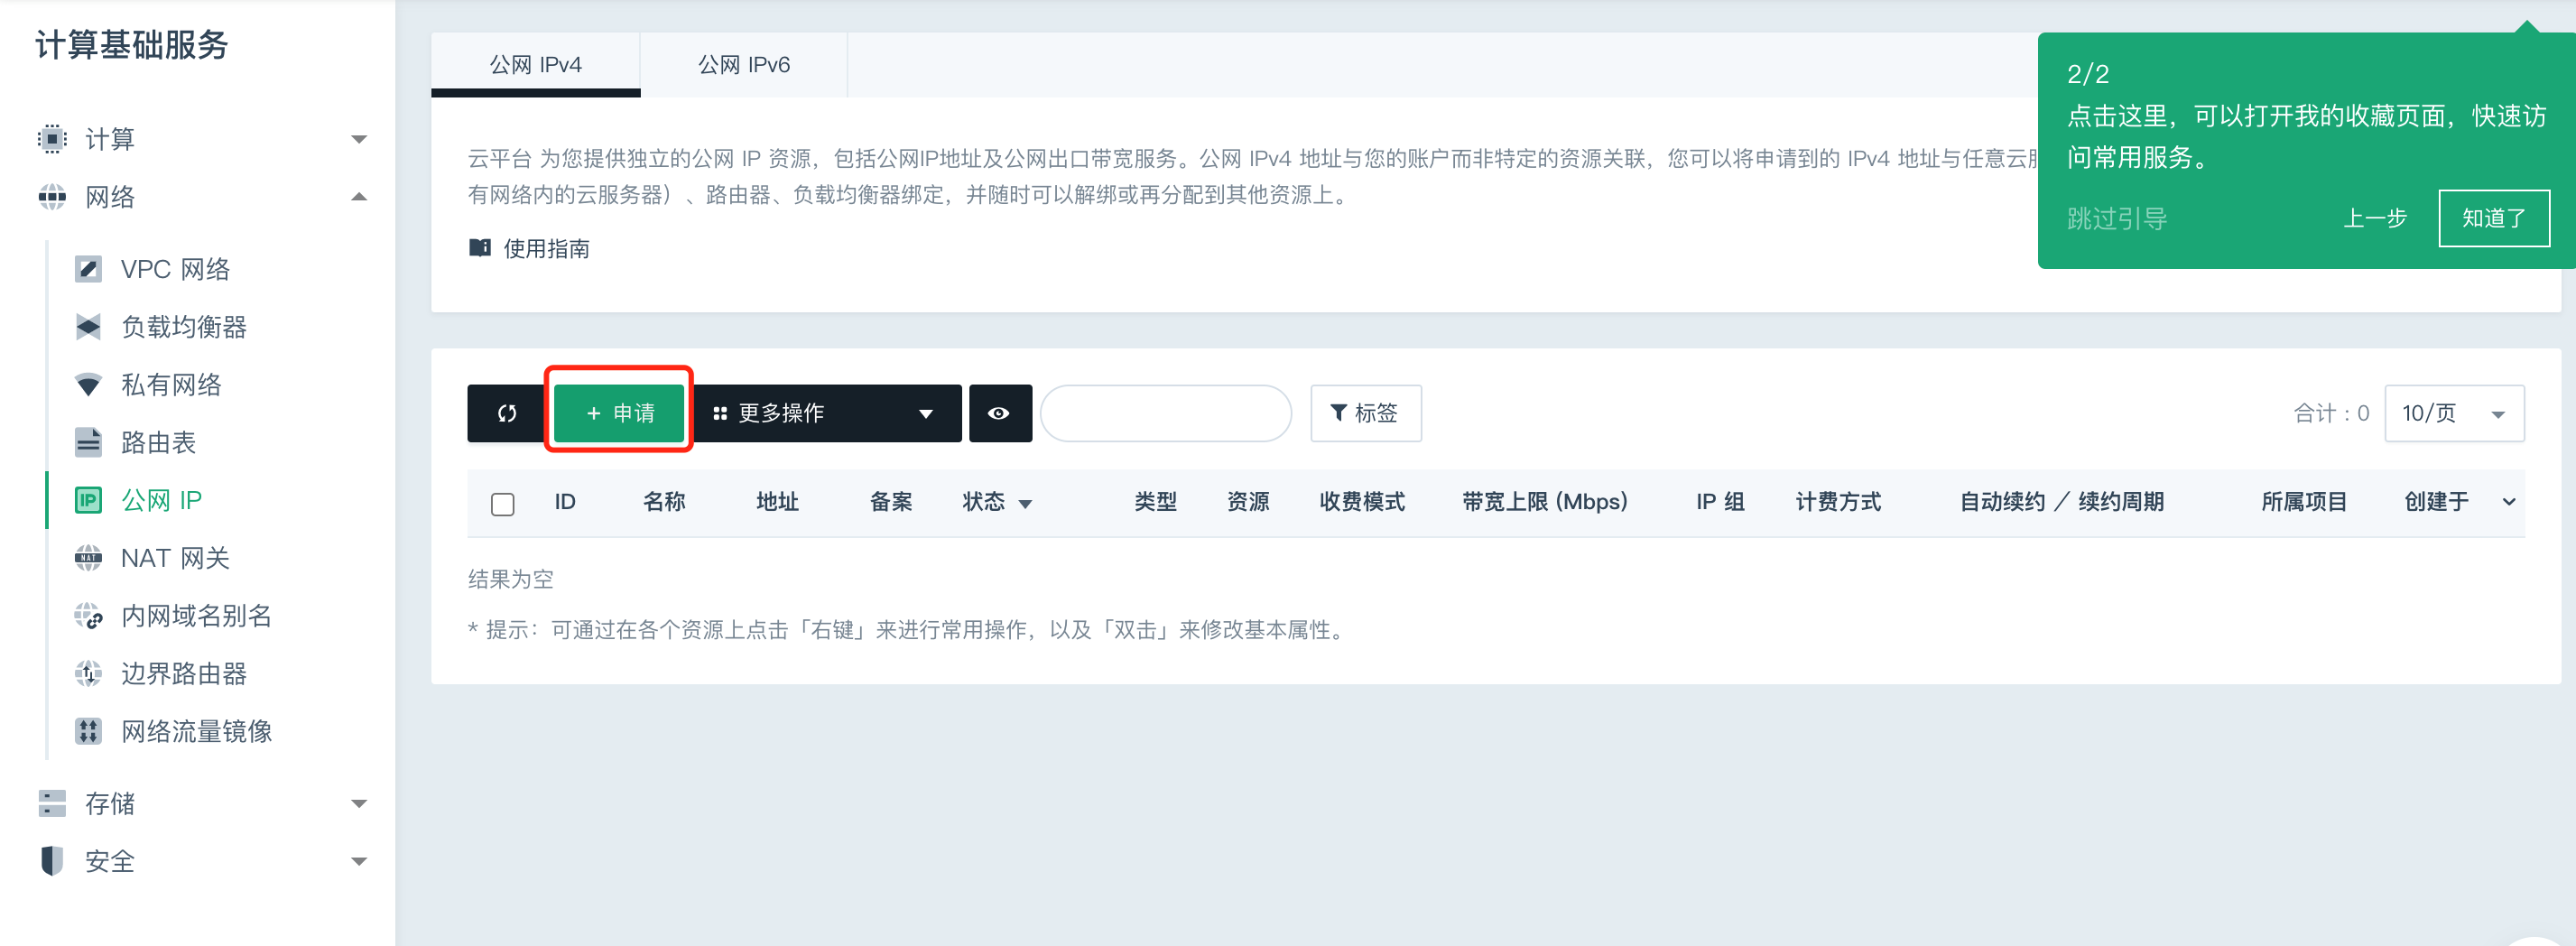 计算基础服务
计算
网络
VPC 网络
负载均衡器
私有网络
路由表
IP 公网 IP
NAT NAT 网关
内网域名别名
边界路由器
网络流量镜像
存储
安全
公网 IPv4
公网 IPv6
云平台 为您提供独立的公网 IP 资源，包括公网IP地址及公网出口带宽服务。公网 IPv4 地址与您的账户而非特定的资源关联，您可以将申请到的 IPv4 地址与任意云
有网络内的云服务器）、路由器、负载均衡器绑定，并随时可以解绑或再分配到其他资源上。
使用指南
2/2
点击这里，可以打开我的收藏页面，快速访
问常用服务。
跳过引导 上一步 知道了
+ 申请 更多操作 标签 合计：0 10/页
ID 名称 地址 备案 状态 类型 资源 收费模式 带宽上限 (Mbps) IP 组 计费方式 自动续约 / 续约周期 所属项目 创建于
结果为空
* 提示：可通过在各个资源上点击「右键」来进行常用操作，以及「双击」来修改基本属性。